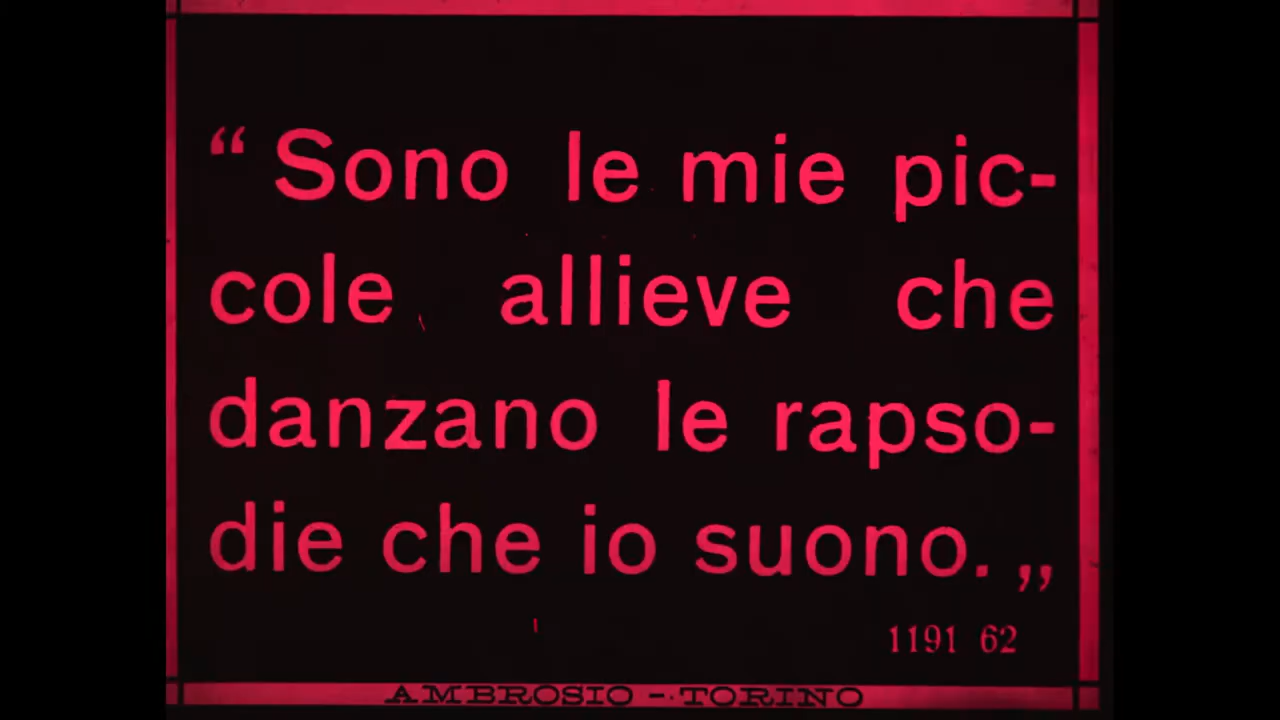 “ Sono le mie pic-
cole allieve che
danzano le rapso-
die che io suono. „
1191 62
AMBROSIO - TORINO